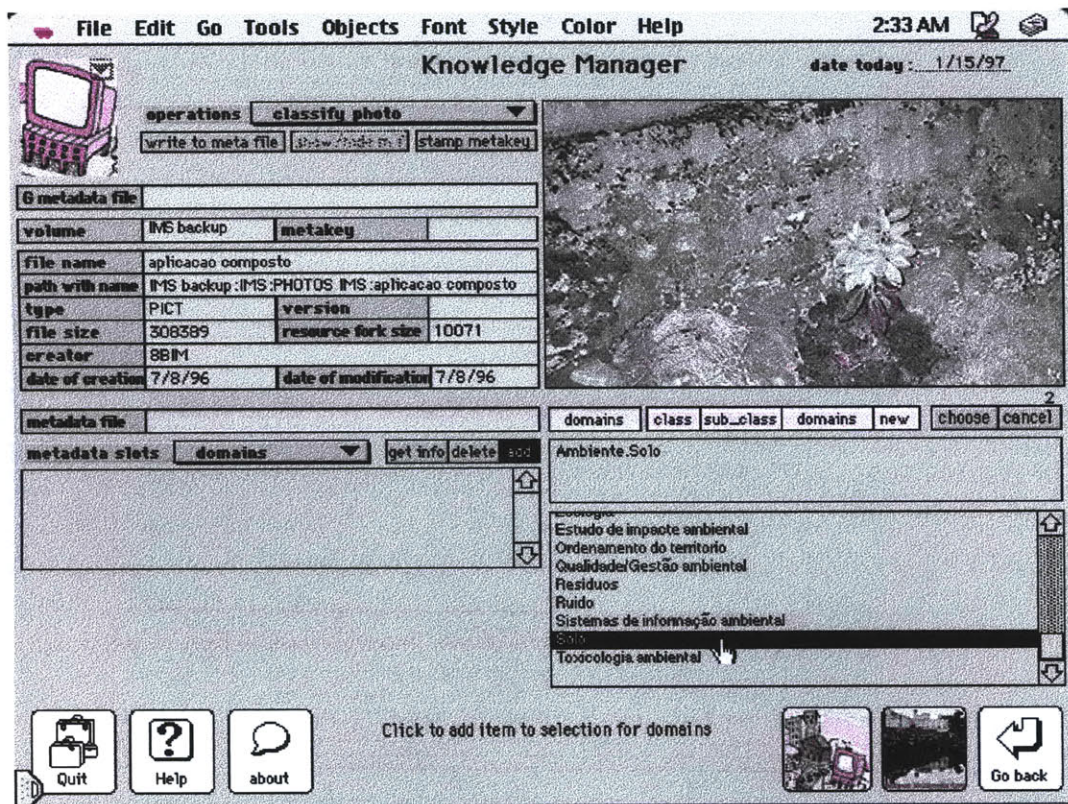 File Edit Go Tools Objects Font Style Color Help 2:33 AM
Knowledge Manager
date today : 1/15/97
operations classify photo
write to meta file stamp metakey
6 metadata file
volume IMS backup metakey
file name aplicacao composto
path with name IMS backup :IMS :PHOTOS IMS :aplicacao composto
type PICT version
file size 308389 resource fork size 10071
creator 8BIM
date of creation 7/8/96 date of modification 7/8/96
2
metadata file
domains class sub_class domains new choose cancel
metadata slots domains get info delete add
Ambiente.Solo
Ecologia
Estudo de impacte ambiental
Ordenamento do territorio
Qualidade/Gestão ambiental
Residuos
Ruido
Sistemas de informação ambiental
Solo
Toxicologia ambiental
Click to add item to selection for domains
Quit Help about Go back